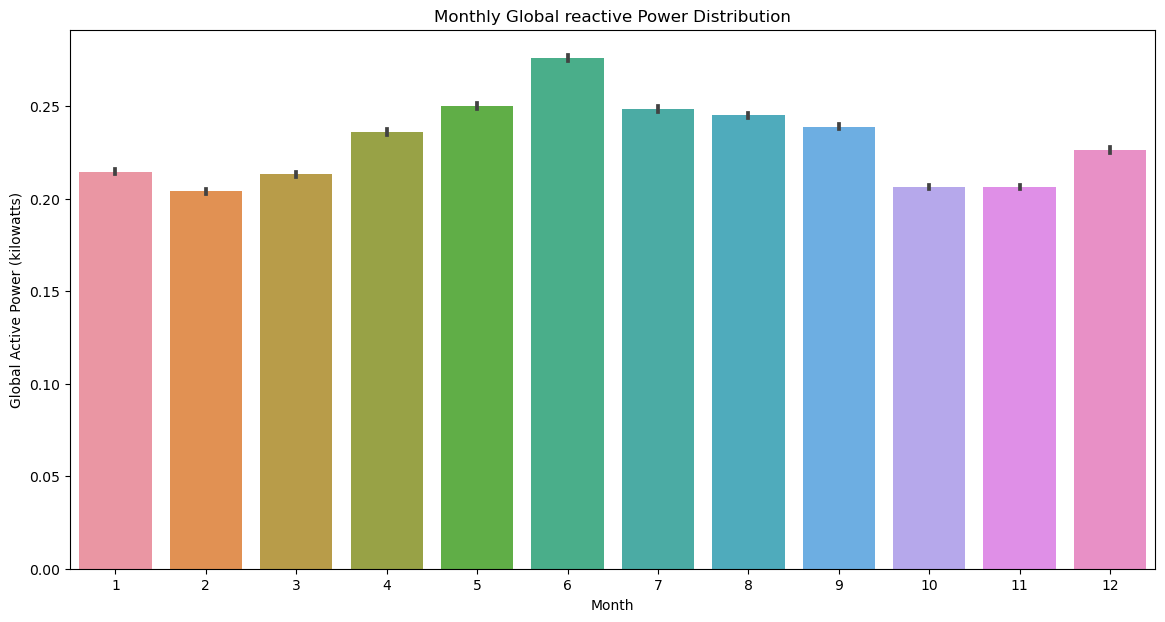 Monthly Global reactive Power Distribution
Global Active Power (kilowatts)
0.25
0.20
0.15
0.10
0.05
0.00
1 2 3 4 5 6 7 8 9 10 11 12
Month